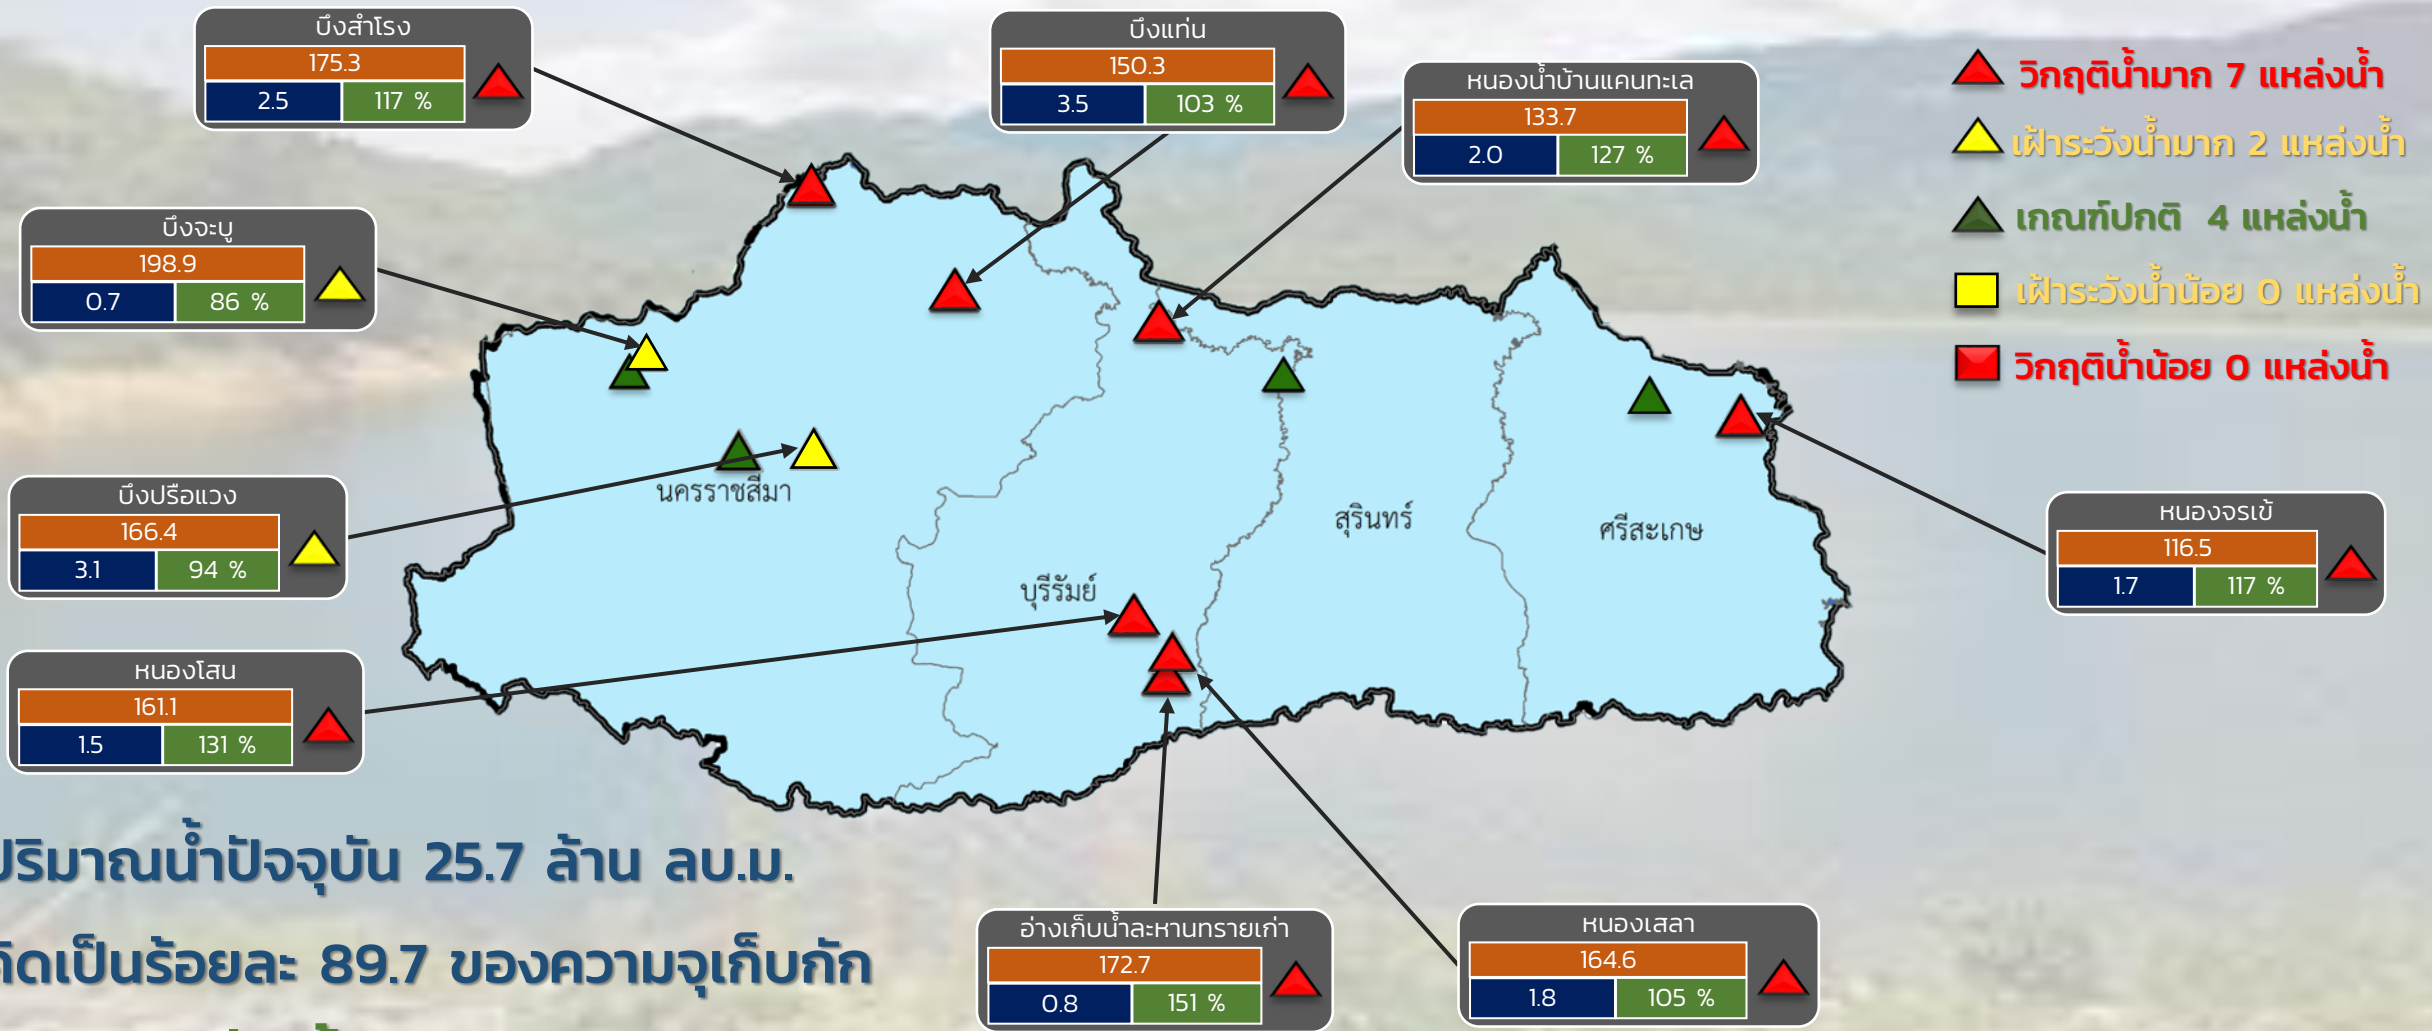 บึงสำโรง
175.3
2.5 117 %
บึงแท่น
150.3
3.5 103 %
หนองน้ำบ้านแคนทะเล
133.7
2.0 127 %
วิกฤติน้ำมาก 7 แหล่งน้ำ
เฝ้าระวังน้ำมาก 2 แหล่งน้ำ
เกณฑ์ปกติ 4 แหล่งน้ำ
เฝ้าระวังน้ำน้อย 0 แหล่งน้ำ
วิกฤติน้ำน้อย 0 แหล่งน้ำ
บึงจะบู
198.9
0.7 86 %
บึงปรือแวง
166.4
3.1 94 %
นครราชสีมา
บุรีรัมย์
สุรินทร์
ศรีสะเกษ
หนองจรเข้
116.5
1.7 117 %
หนองโสน
161.1
1.5 131 %
ปริมาณน้ำปัจจุบัน 25.7 ล้าน ลบ.ม.
คิดเป็นร้อยละ 89.7 ของความจุเก็บกัก
อ่างเก็บน้ำละหานทรายเก่า
172.7
0.8 151 %
หนองเสลา
164.6
1.8 105 %